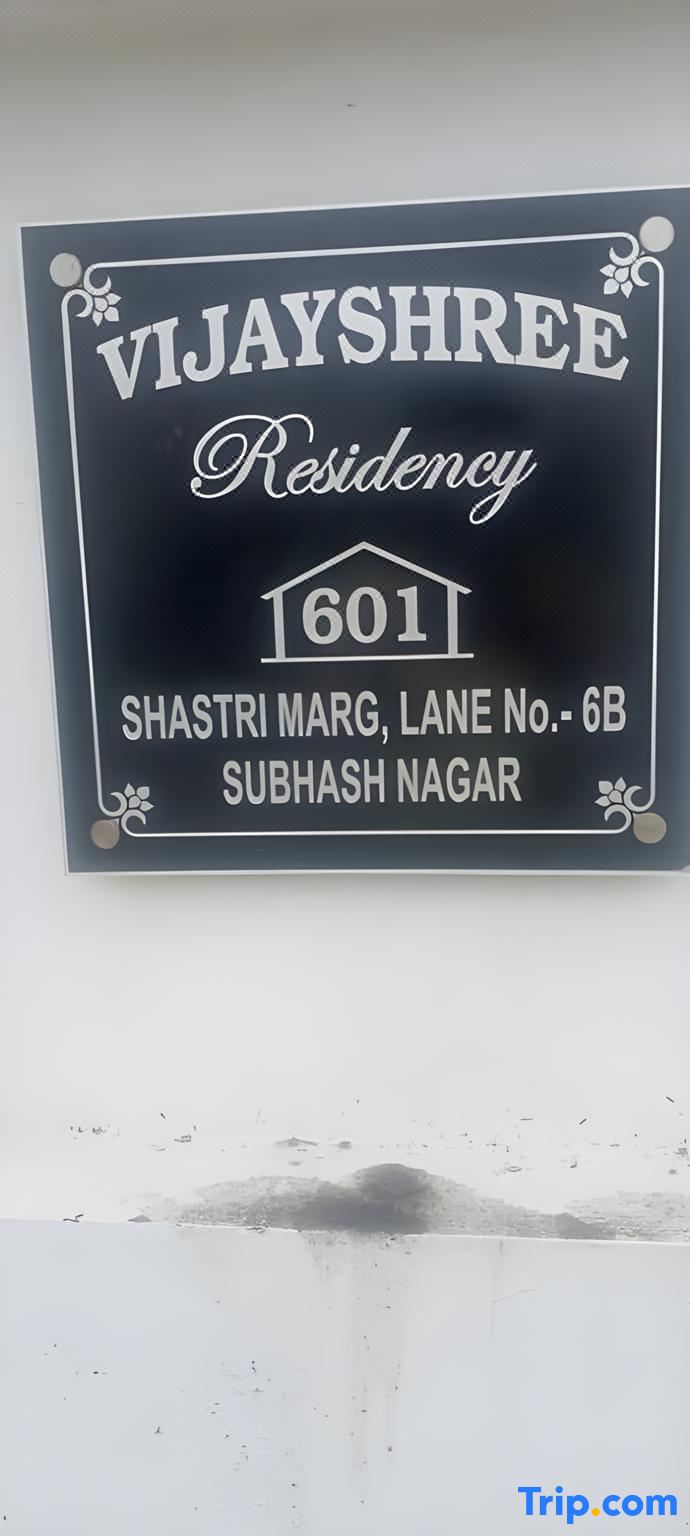 VIJAYSHREE
Residency
601
SHASTRI MARG, LANE No.- 6B
SUBHASH NAGAR
Trip.com